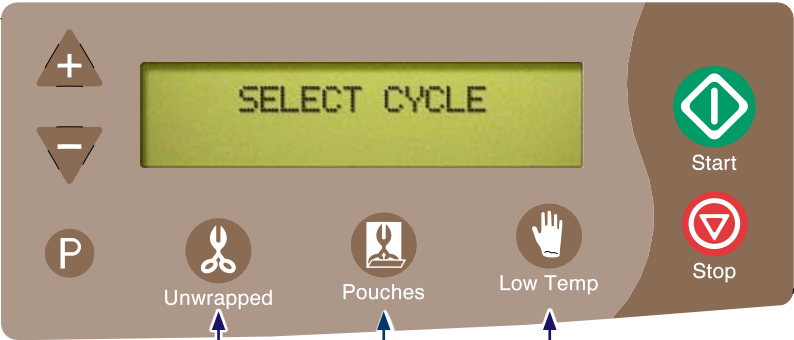 +
SELECT CYCLE
−
Start
P
Unwrapped
Pouches
Low Temp
Stop